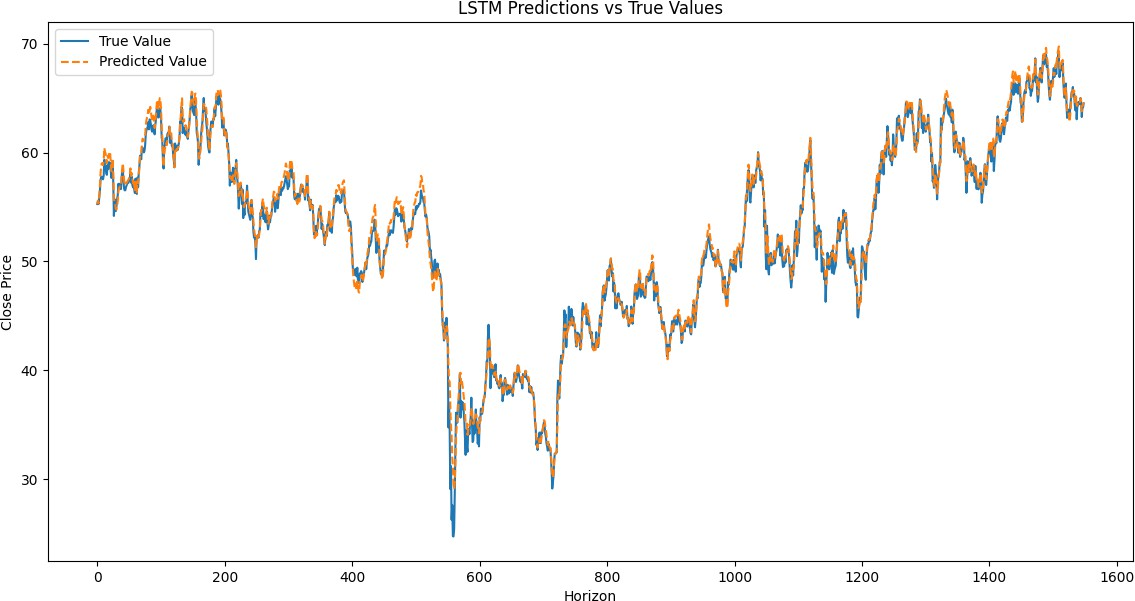 LSTM Predictions vs True Values
True Value
Predicted Value
Close Price
70
60
50
40
30
0 200 400 600 800 1000 1200 1400 1600
Horizon